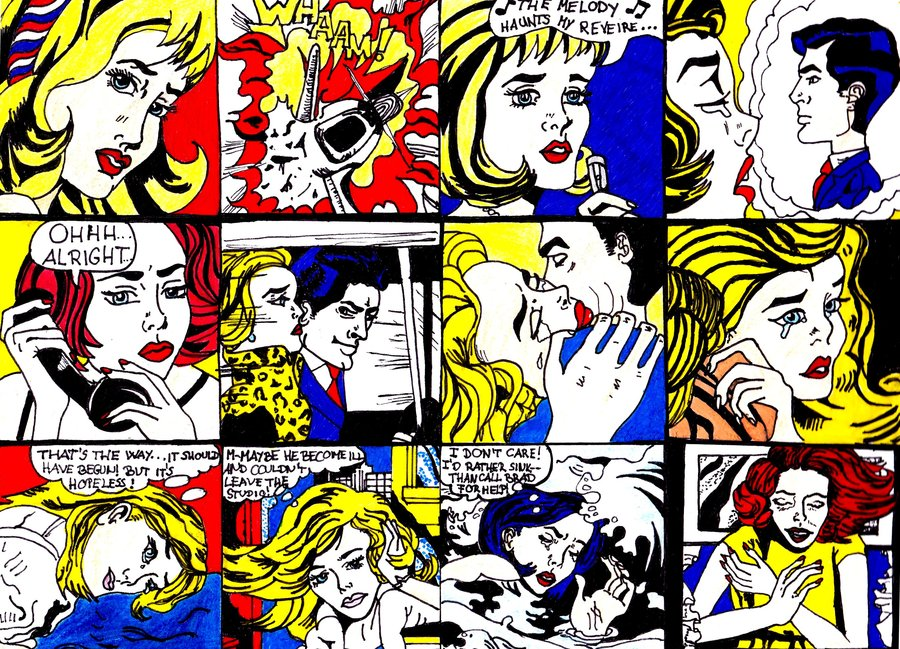 WHAAM!
THE MELODY
HAUNTS MY REVEIRE...
OHHH...
ALRIGHT...
THAT'S THE WAY...IT SHOULD
HAVE BEGUN! BUT IT'S
HOPELESS!
M-MAYBE HE BECOME ILL
AND COULDN'T
LEAVE THE
STUDIO!
I DON'T CARE!
I'D RATHER SINK--
THAN CALL BRAD
FOR HELP!